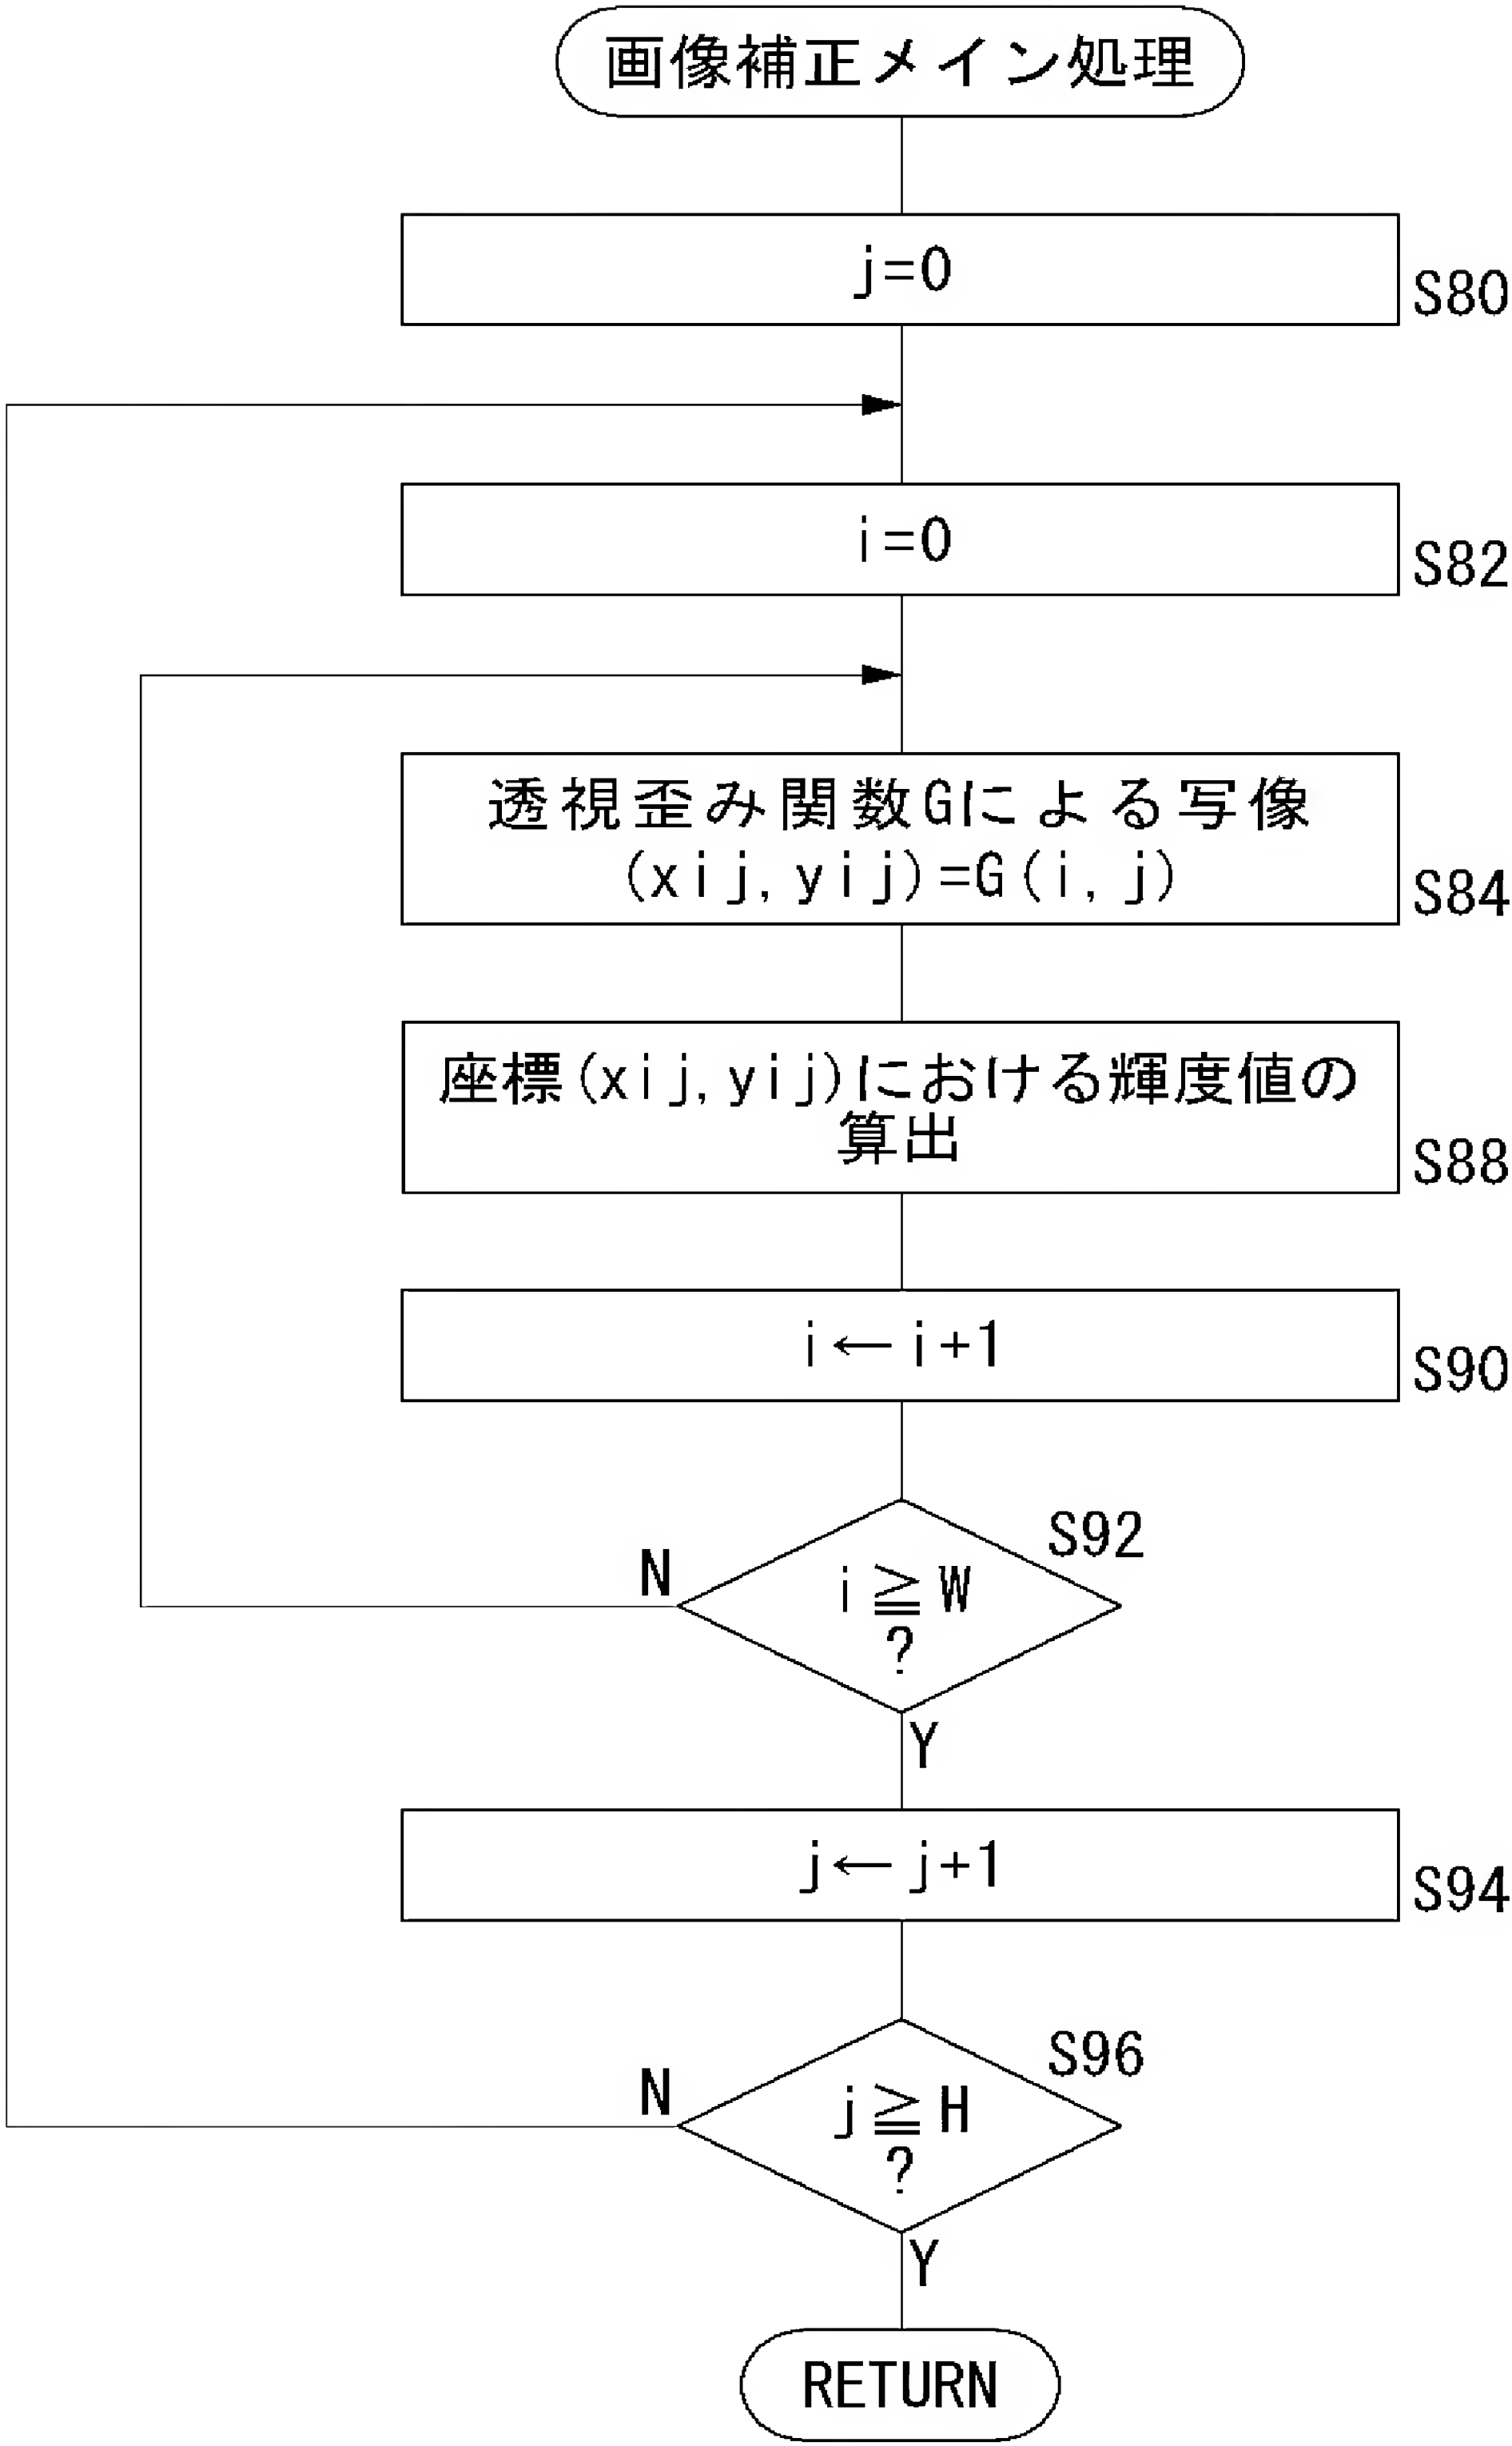 画像補正メイン処理
j=0
S80
i=0
S82
透視歪み関数Gによる写像
(xij, yij)=G(i, j)
S84
座標(xij, yij)における輝度値の
算出
S88
i←i+1
S90
S92
i≧W
?
N
Y
j←j+1
S94
S96
j≧H
?
N
Y
RETURN